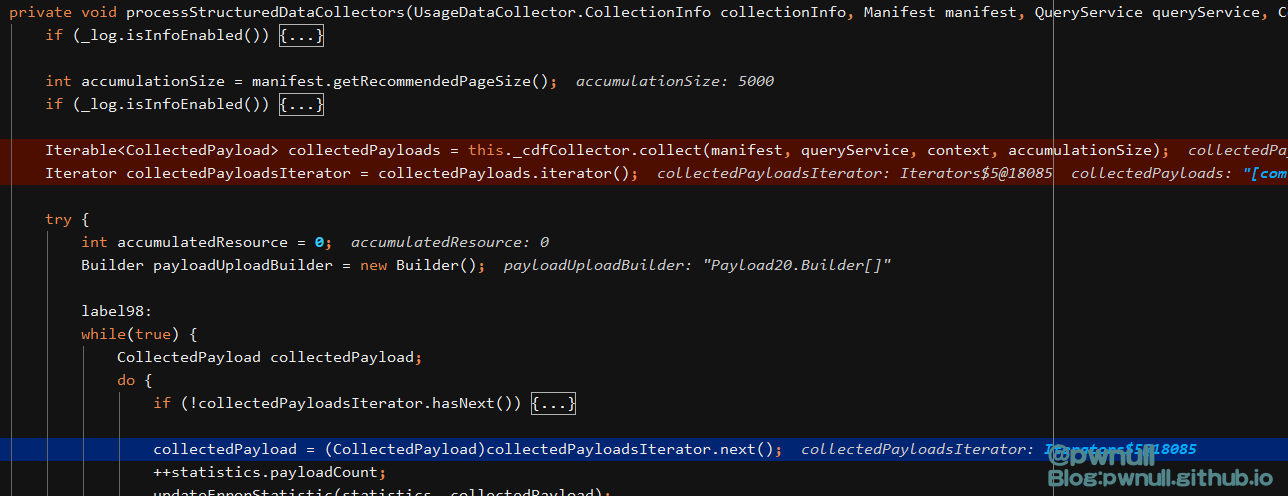 private void processStructuredDataCollectors(UsageDataCollector.CollectionInfo collectionInfo, Manifest manifest, QueryService queryService, C
if (_log.isInfoEnabled()) {...}
int accumulationSize = manifest.getRecommendedPageSize(); accumulationSize: 5000
if (_log.isInfoEnabled()) {...}
Iterable<CollectedPayload> collectedPayloads = this._cdfCollector.collect(manifest, queryService, context, accumulationSize); collectedPa
Iterator collectedPayloadsIterator = collectedPayloads.iterator(); collectedPayloadsIterator: Iterators$5@18085 collectedPayloads: "[com
try {
int accumulatedResource = 0; accumulatedResource: 0
Builder payloadUploadBuilder = new Builder(); payloadUploadBuilder: "Payload20.Builder[]"
label98:
while(true) {
CollectedPayload collectedPayload;
do {
if (!collectedPayloadsIterator.hasNext()) {...}
collectedPayload = (CollectedPayload)collectedPayloadsIterator.next(); collectedPayloadsIterator: Iterators$5@18085
@pwnull
++statistics.payloadCount;
Blog:pwnull.github.io
updateErrorStatistic(statistics, collectedPayload);